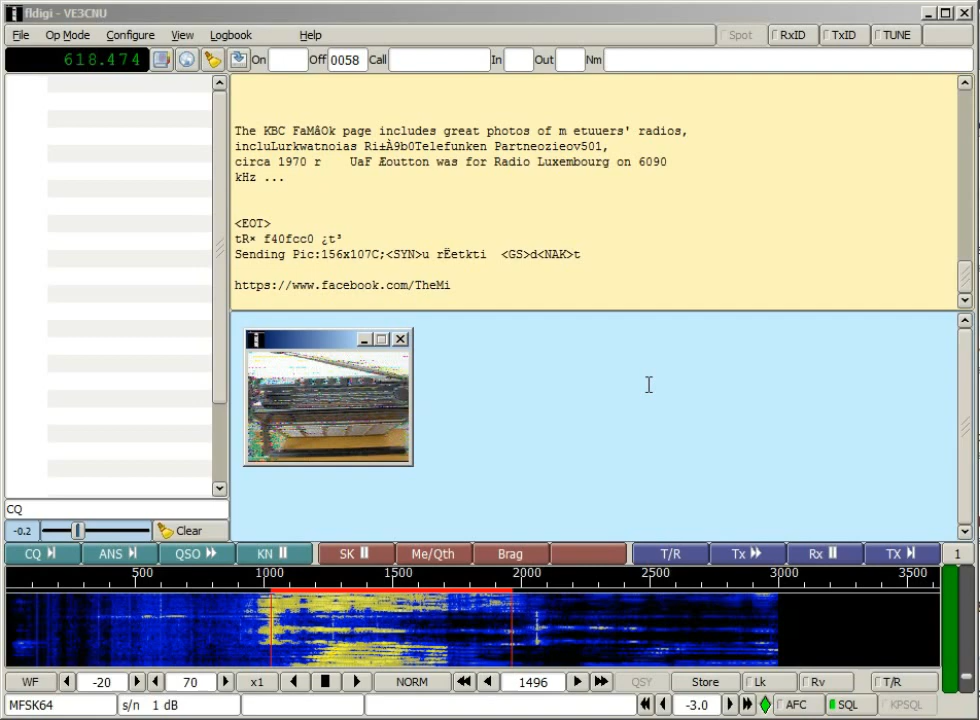 fldigi - VE3CNU
File Op Mode Configure View Logbook Help Spot RxID TxID TUNE
618.474 On Off 0058 Call In Out Nm
The KBC FaMÂOk page includes great photos of m etuuers' radios,
incluLurkwatnoias Ri±À9b0Telefunken Partneozieov501,
circa 1970 r UaF Æoutton was for Radio Luxembourg on 6090
kHz ...
<EOT>
tR× f40fcc0 ¿t³
Sending Pic:156x107C;<SYN>u rËetkti <GS>d<NAK>t
https://www.facebook.com/TheMi
CQ
-0.2 Clear
CQ ANS QSO KN SK Me/Qth Brag T/R Tx Rx TX 1
500 1000 1500 2000 2500 3000 3500
WF -20 70 x1 NORM 1496 QSY Store Lk Rv T/R
MFSK64 s/n 1 dB -3.0 AFC SQL KPSQL